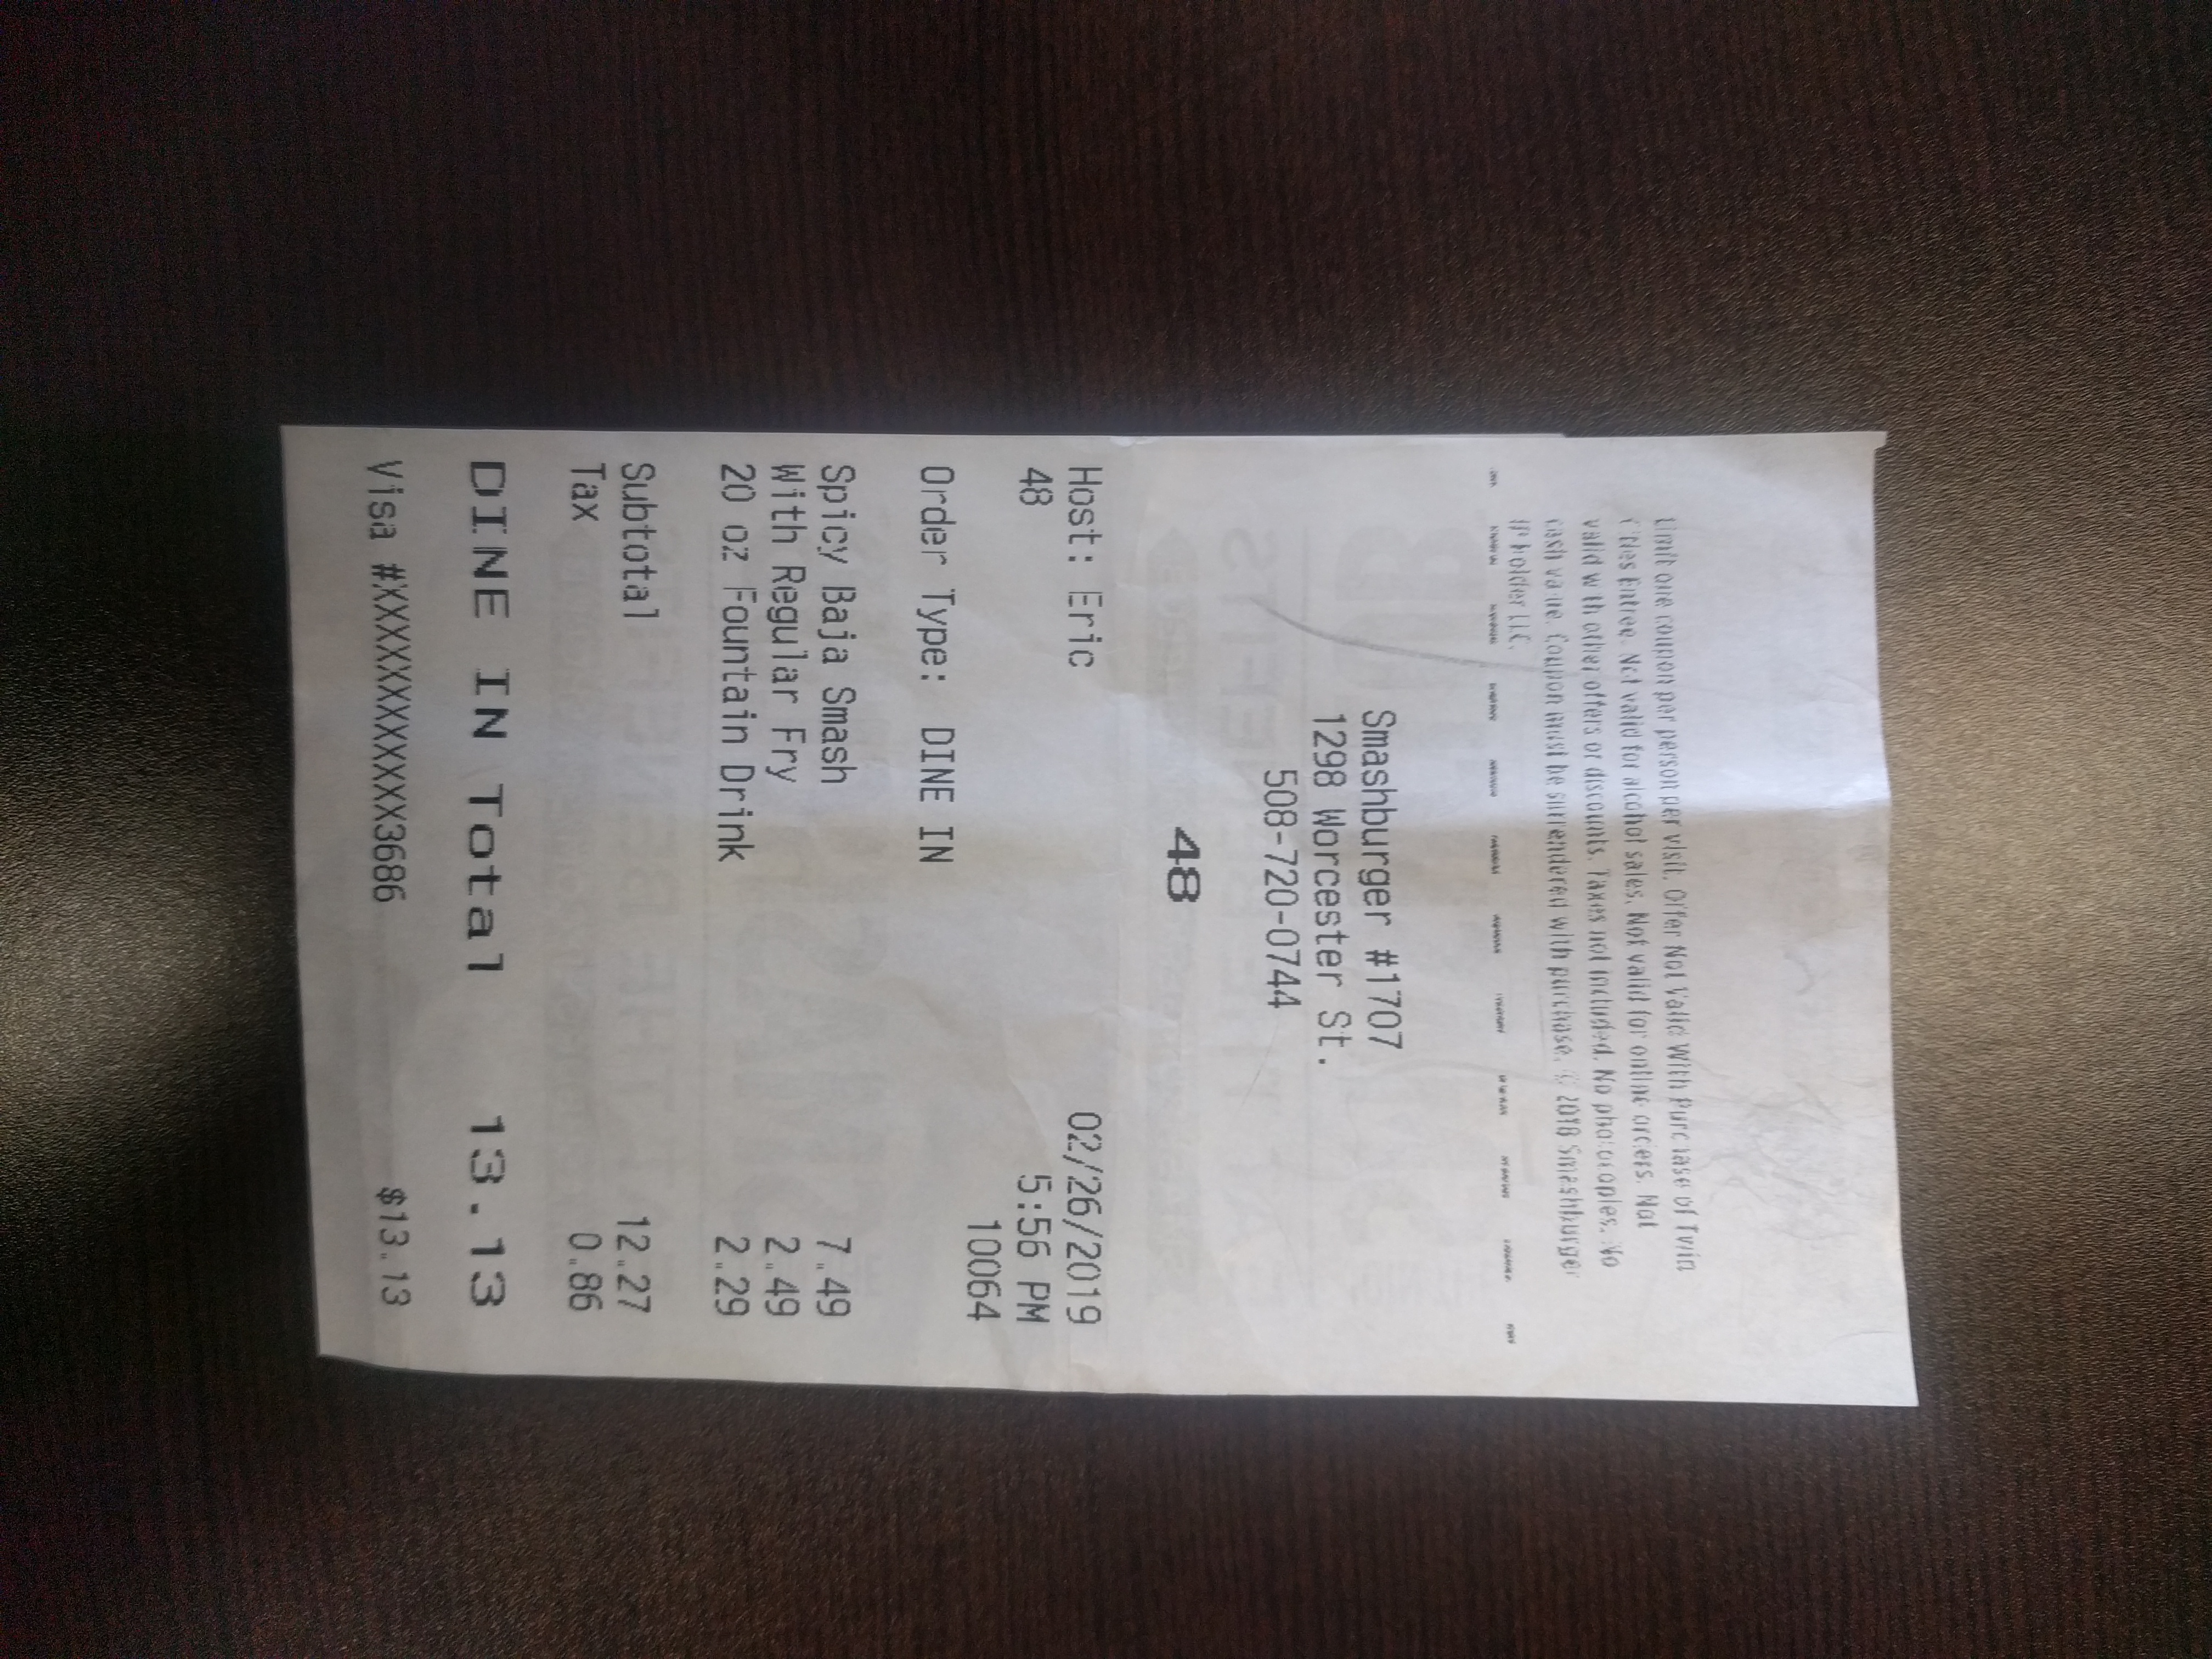 Limit one coupon per person per visit. Offer Not Valid With Purchase of Twin
Cities Entree. Not valid for alcohol sales. Not valid for online orders. Not
valid with other offers or discounts. Taxes not included. No photocopies. No
cash value. Coupon must be surrendered with purchase. © 2018 Smashburger
IP holder LLC.
Smashburger #1707
1298 Worcester St.
508-720-0744
48
Host: Eric 02/26/2019
48 5:56 PM
10064
Order Type: DINE IN
Spicy Baja Smash 7.49
With Regular Fry 2.49
20 oz Fountain Drink 2.29
Subtotal 12.27
Tax 0.86
DINE IN Total 13.13
Visa #XXXXXXXXXXXX3686 $13.13